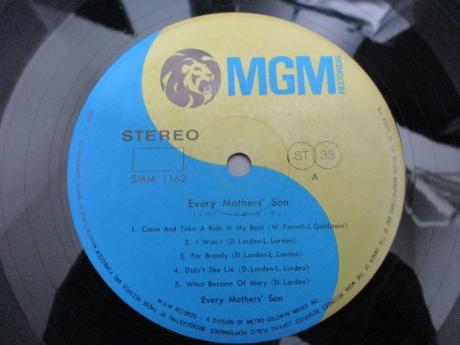 MGM
RECORDS
STEREO
SMM 1162
ST 33
A
Every Mothers' Son
1. Come And Take A Ride In My Boat (W. Farrell-J. Goldstein)
2. I Won't (D. Larden-L. Larden)
3. For Brandy (D. Larden-L. Larden)
4. Didn't She Lie (D. Larden-L. Larden)
5. What Became Of Mary (D. Larden-L. Larden)
Every Mothers' Son
A DIVISION OF METRO-GOLDWYN MAYER INC.